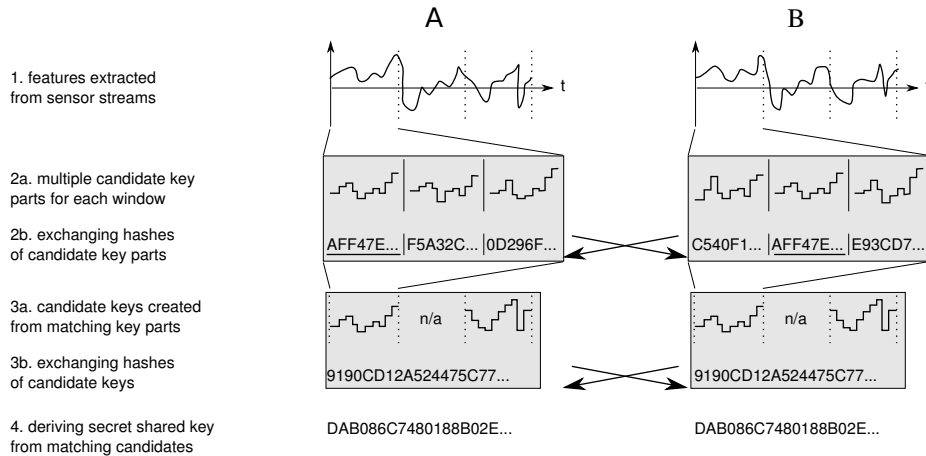 A B
1. features extracted
from sensor streams
t
2a. multiple candidate key
parts for each window
2b. exchanging hashes
of candidate key parts
AFF47E... F5A32C... 0D296F... C540F1... AFF47E... E93CD7...
3a. candidate keys created
from matching key parts
n/a n/a
3b. exchanging hashes
of candidate keys
9190CD12A524475C77... 9190CD12A524475C77...
4. deriving secret shared key
from matching candidates
DAB086C7480188B02E... DAB086C7480188B02E...